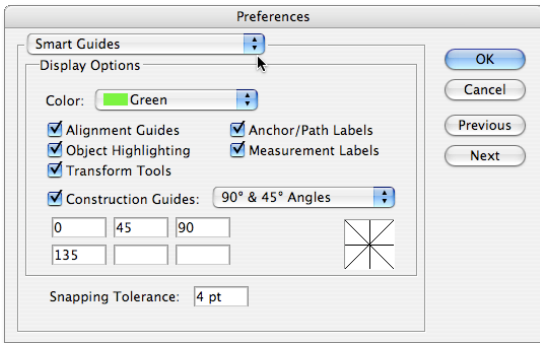 Preferences
Smart Guides
Display Options
OK
Color: Green
Cancel
Alignment Guides Anchor/Path Labels
Previous
Object Highlighting Measurement Labels
Next
Transform Tools
Construction Guides: 90° & 45° Angles
0 45 90
135
Snapping Tolerance: 4 pt